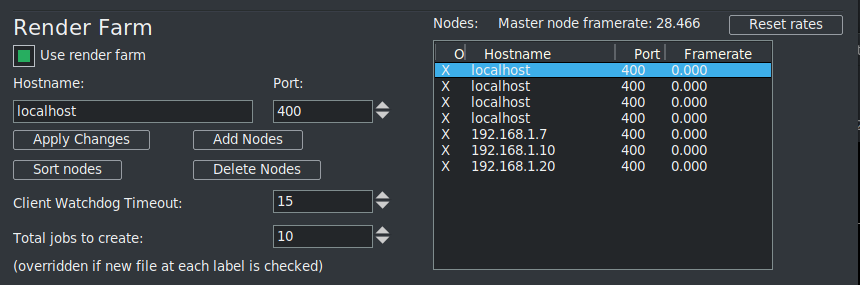 Render Farm
Use render farm
Hostname: Port:
localhost 400
Apply Changes Add Nodes
Sort nodes Delete Nodes
Client Watchdog Timeout: 15
Total jobs to create: 10
(overridden if new file at each label is checked)
Nodes: Master node framerate: 28.466 Reset rates
O Hostname Port Framerate
X localhost 400 0.000
X localhost 400 0.000
X localhost 400 0.000
X localhost 400 0.000
X 192.168.1.7 400 0.000
X 192.168.1.10 400 0.000
X 192.168.1.20 400 0.000